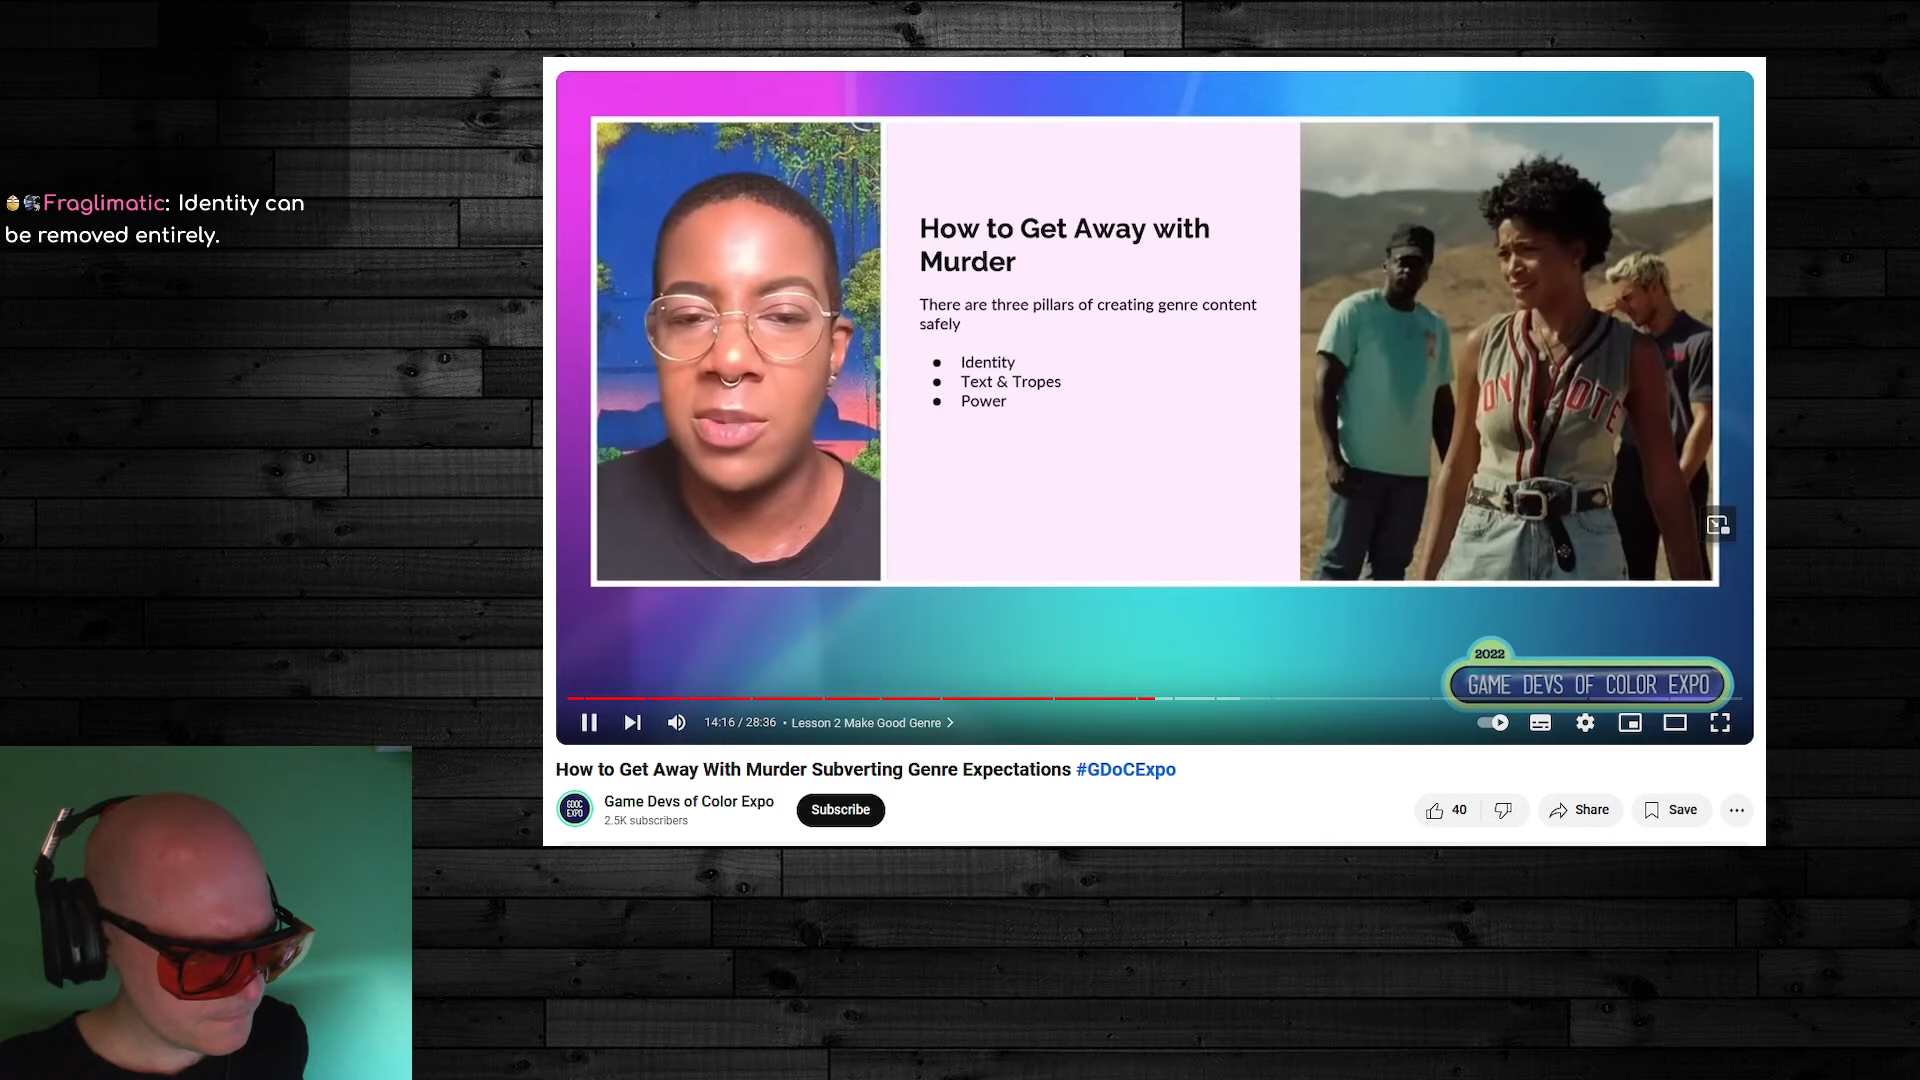 Fraglimatic: Identity can
be removed entirely.
How to Get Away with
Murder
There are three pillars of creating genre content
safely
● Identity
● Text & Tropes
● Power
2022
GAME DEVS OF COLOR EXPO
14:16 / 28:36 • Lesson 2 Make Good Genre
How to Get Away With Murder Subverting Genre Expectations #GDoCExpo
GDOC
EXPO
Game Devs of Color Expo
2.5K subscribers
Subscribe
40
Share
Save